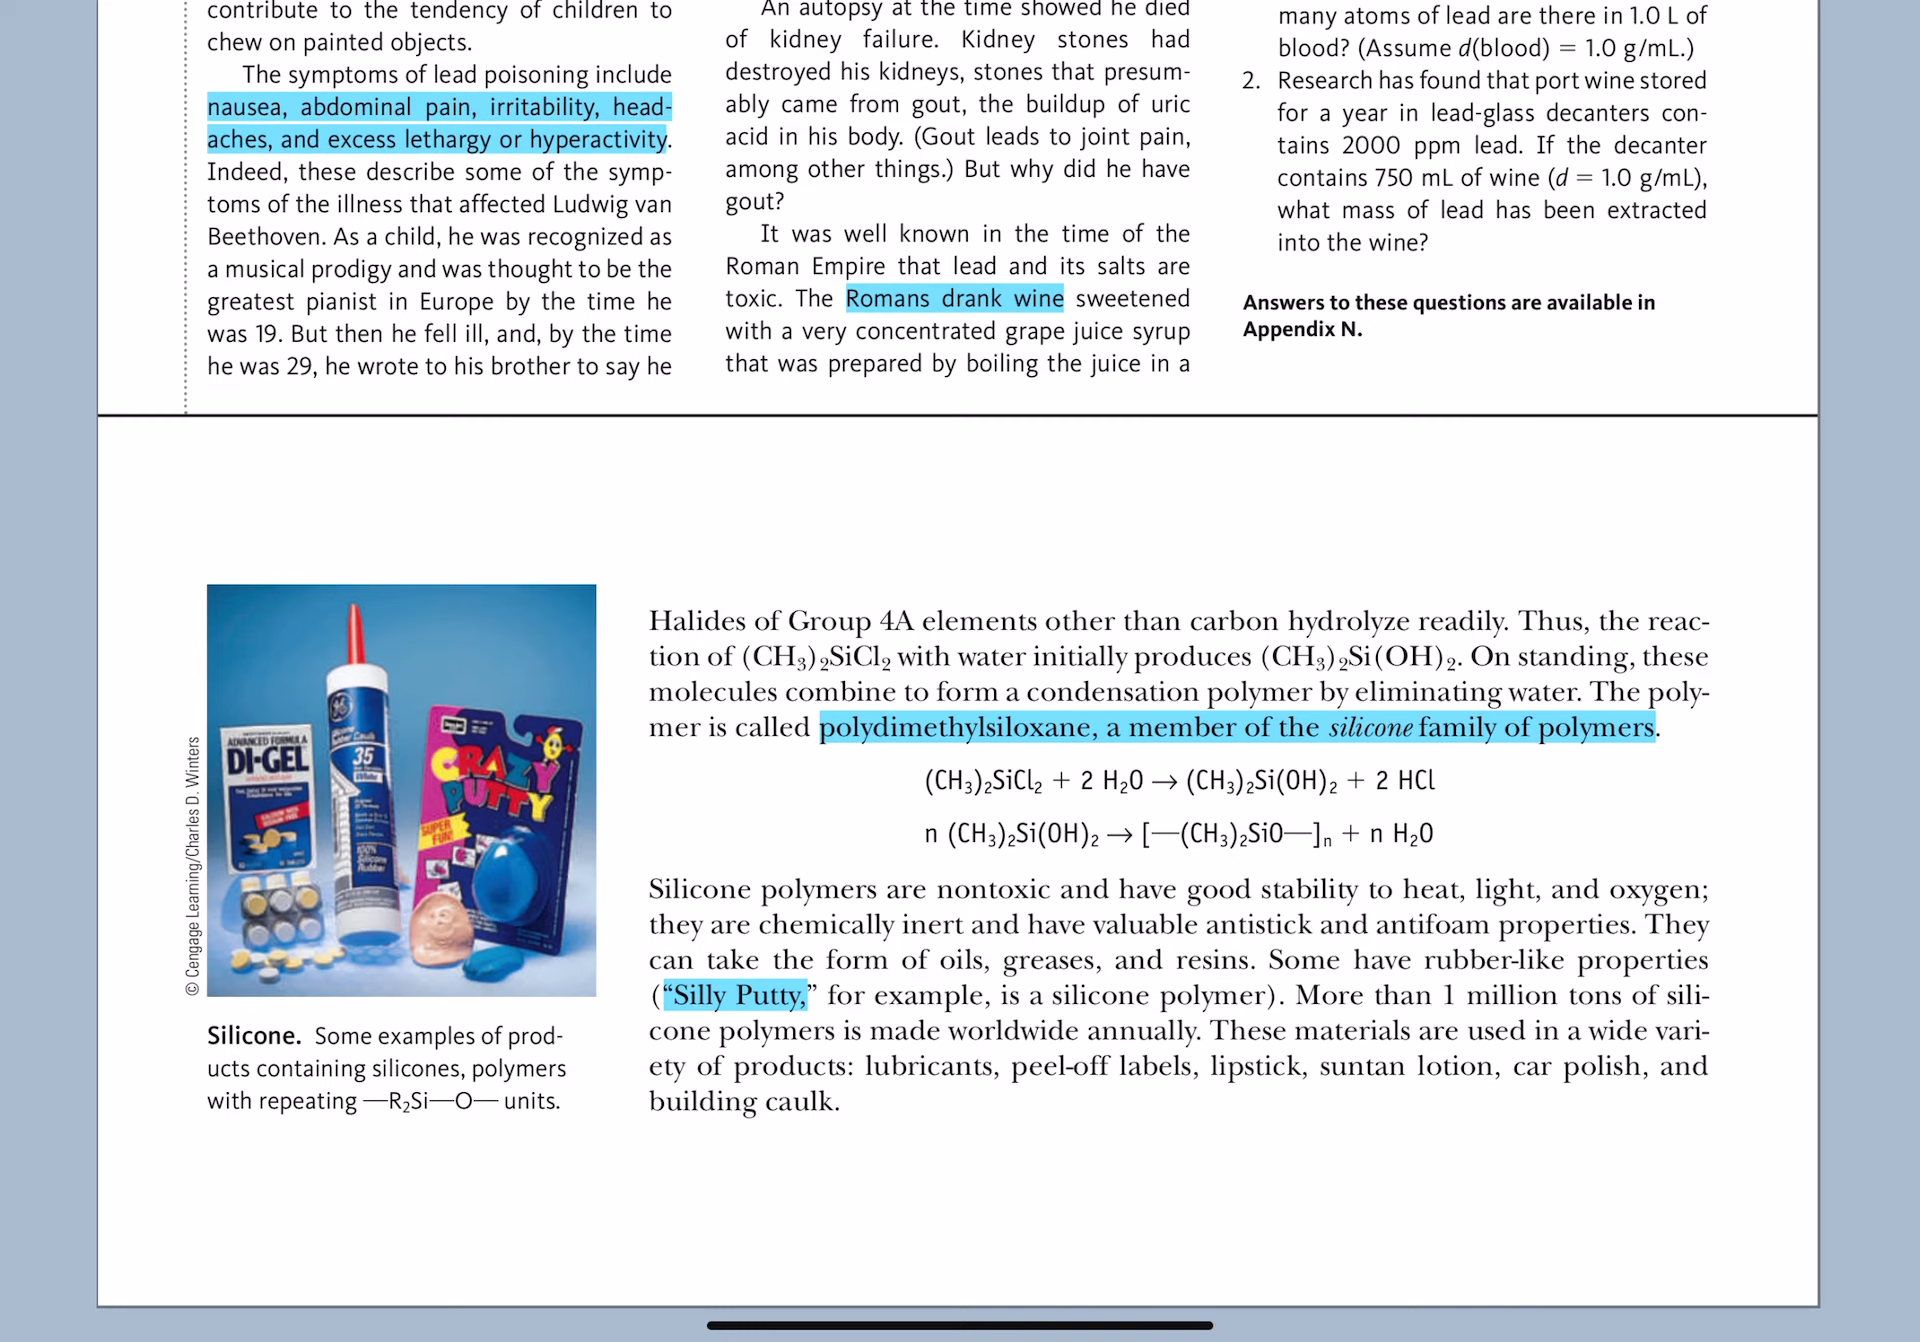 contribute to the tendency of children to
chew on painted objects.
The symptoms of lead poisoning include
nausea, abdominal pain, irritability, head-
aches, and excess lethargy or hyperactivity.
Indeed, these describe some of the symp-
toms of the illness that affected Ludwig van
Beethoven. As a child, he was recognized as
a musical prodigy and was thought to be the
greatest pianist in Europe by the time he
was 19. But then he fell ill, and, by the time
he was 29, he wrote to his brother to say he
An autopsy at the time showed he died
of kidney failure. Kidney stones had
destroyed his kidneys, stones that presum-
ably came from gout, the buildup of uric
acid in his body. (Gout leads to joint pain,
among other things.) But why did he have
gout?
It was well known in the time of the
Roman Empire that lead and its salts are
toxic. The Romans drank wine sweetened
with a very concentrated grape juice syrup
that was prepared by boiling the juice in a
many atoms of lead are there in 1.0 L of
blood? (Assume d(blood) = 1.0 g/mL.)
2. Research has found that port wine stored
for a year in lead-glass decanters con-
tains 2000 ppm lead. If the decanter
contains 750 mL of wine (d = 1.0 g/mL),
what mass of lead has been extracted
into the wine?
Answers to these questions are available in
Appendix N.
© Cengage Learning/Charles D. Winters
ADVANCED FORMULA
DI-GEL
GE
35
100%
Silicone
Rubber
CRAZY
PUTTY
SUPER
FUN!
Silicone. Some examples of prod-
ucts containing silicones, polymers
with repeating —R₂Si—O— units.
Halides of Group 4A elements other than carbon hydrolyze readily. Thus, the reac-
tion of (CH₃)₂SiCl₂ with water initially produces (CH₃)₂Si(OH)₂. On standing, these
molecules combine to form a condensation polymer by eliminating water. The poly-
mer is called polydimethylsiloxane, a member of the silicone family of polymers.
(CH₃)₂SiCl₂ + 2 H₂O → (CH₃)₂Si(OH)₂ + 2 HCl
n (CH₃)₂Si(OH)₂ → [—(CH₃)₂SiO—]ₙ + n H₂O
Silicone polymers are nontoxic and have good stability to heat, light, and oxygen;
they are chemically inert and have valuable antistick and antifoam properties. They
can take the form of oils, greases, and resins. Some have rubber-like properties
(“Silly Putty,” for example, is a silicone polymer). More than 1 million tons of sili-
cone polymers is made worldwide annually. These materials are used in a wide vari-
ety of products: lubricants, peel-off labels, lipstick, suntan lotion, car polish, and
building caulk.